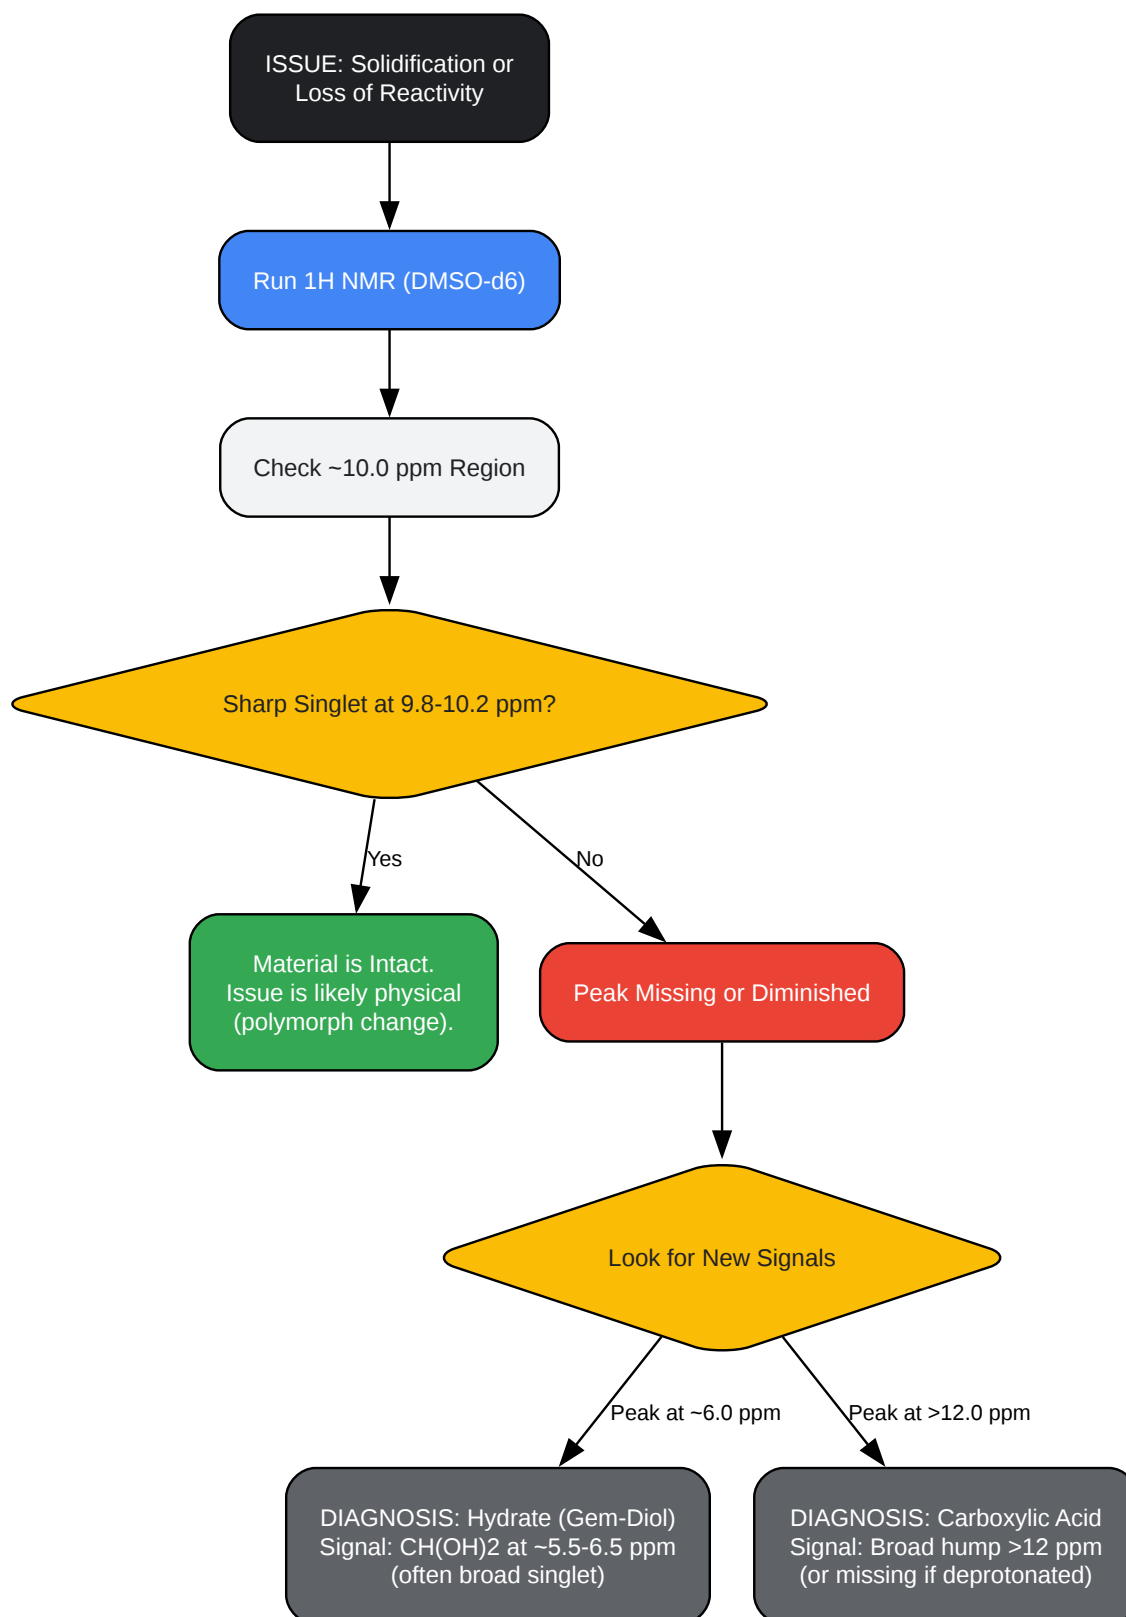 ISSUE: Solidification or
Loss of Reactivity
Run 1H NMR (DMSO-d6)
Check ~10.0 ppm Region
Sharp Singlet at 9.8-10.2 ppm?
Yes
No
Material is Intact.
Issue is likely physical
(polymorph change).
Peak Missing or Diminished
Look for New Signals
Peak at ~6.0 ppm
Peak at >12.0 ppm
DIAGNOSIS: Hydrate (Gem-Diol)
Signal: CH(OH)2 at ~5.5-6.5 ppm
(often broad singlet)
DIAGNOSIS: Carboxylic Acid
Signal: Broad hump >12 ppm
(or missing if deprotonated)